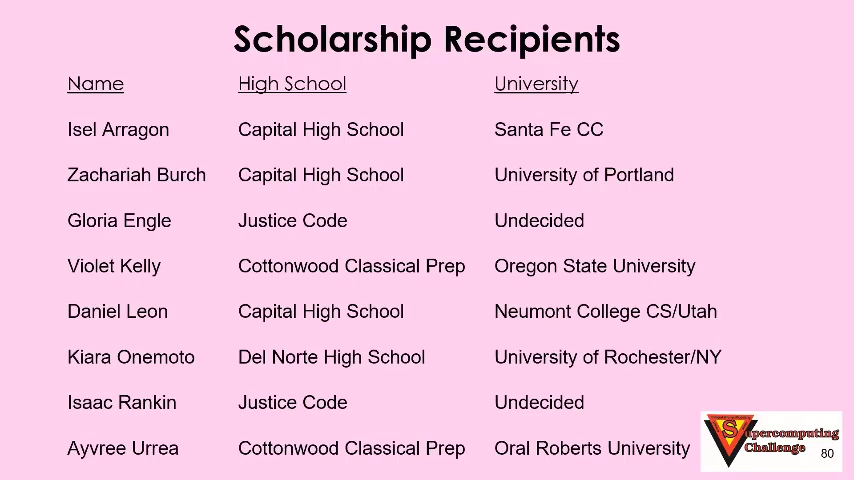 Scholarship Recipients
Name High School University
Isel Arragon Capital High School Santa Fe CC
Zachariah Burch Capital High School University of Portland
Gloria Engle Justice Code Undecided
Violet Kelly Cottonwood Classical Prep Oregon State University
Daniel Leon Capital High School Neumont College CS/Utah
Kiara Onemoto Del Norte High School University of Rochester/NY
Isaac Rankin Justice Code Undecided
Ayvree Urrea Cottonwood Classical Prep Oral Roberts University
Supercomputing
Challenge
80